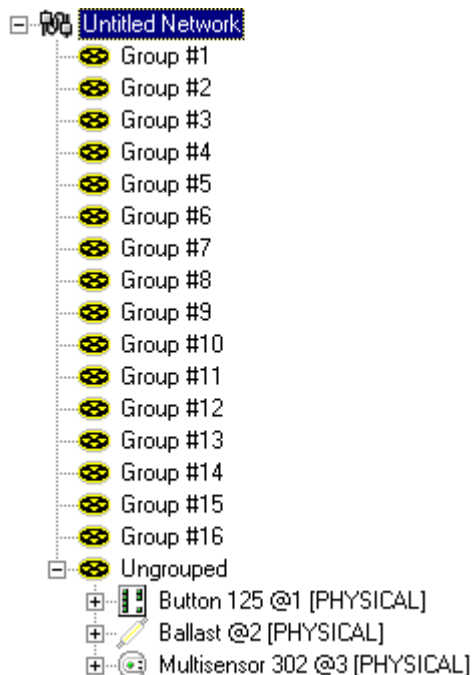 Untitled Network
Group #1
Group #2
Group #3
Group #4
Group #5
Group #6
Group #7
Group #8
Group #9
Group #10
Group #11
Group #12
Group #13
Group #14
Group #15
Group #16
Ungrouped
Button 125 @1 [PHYSICAL]
Ballast @2 [PHYSICAL]
Multisensor 302 @3 [PHYSICAL]